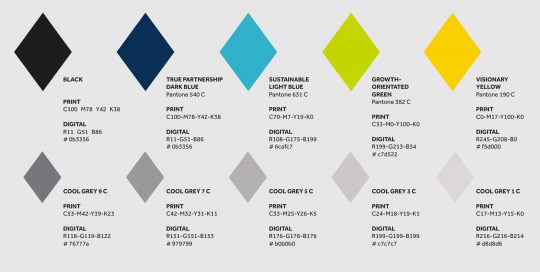 BLACK
PRINT
C100 M78 Y42 K38
DIGITAL
R11 G51 B86
# 0b3356
TRUE PARTNERSHIP
DARK BLUE
Pantone 540 C
PRINT
C100-M78-Y42-K38
DIGITAL
R11-G51-B86
# 0b3356
SUSTAINABLE
LIGHT BLUE
Pantone 631 C
PRINT
C70-M7-Y19-K0
DIGITAL
R108-G175-B199
# 6cafc7
GROWTH-
ORIENTATED
GREEN
Pantone 382 C
PRINT
C33-M0-Y100-K0
DIGITAL
R199-G213-B34
# c7d522
VISIONARY
YELLOW
Pantone 190 C
PRINT
C0-M17-Y100-K0
DIGITAL
R245-G208-B0
# f5d000
COOL GREY 9 C
PRINT
C53-M42-Y39-K23
DIGITAL
R118-G119-B122
# 76777a
COOL GREY 7 C
PRINT
C42-M32-Y31-K11
DIGITAL
R151-G151-B153
# 979799
COOL GREY 5 C
PRINT
C33-M25-Y26-K5
DIGITAL
R176-G176-B176
# b0b0b0
COOL GREY 3 C
PRINT
C24-M18-Y19-K1
DIGITAL
R199-G199-B199
# c7c7c7
COOL GREY 1 C
PRINT
C17-M13-Y15-K0
DIGITAL
R216-G216-B214
# d8d8d6